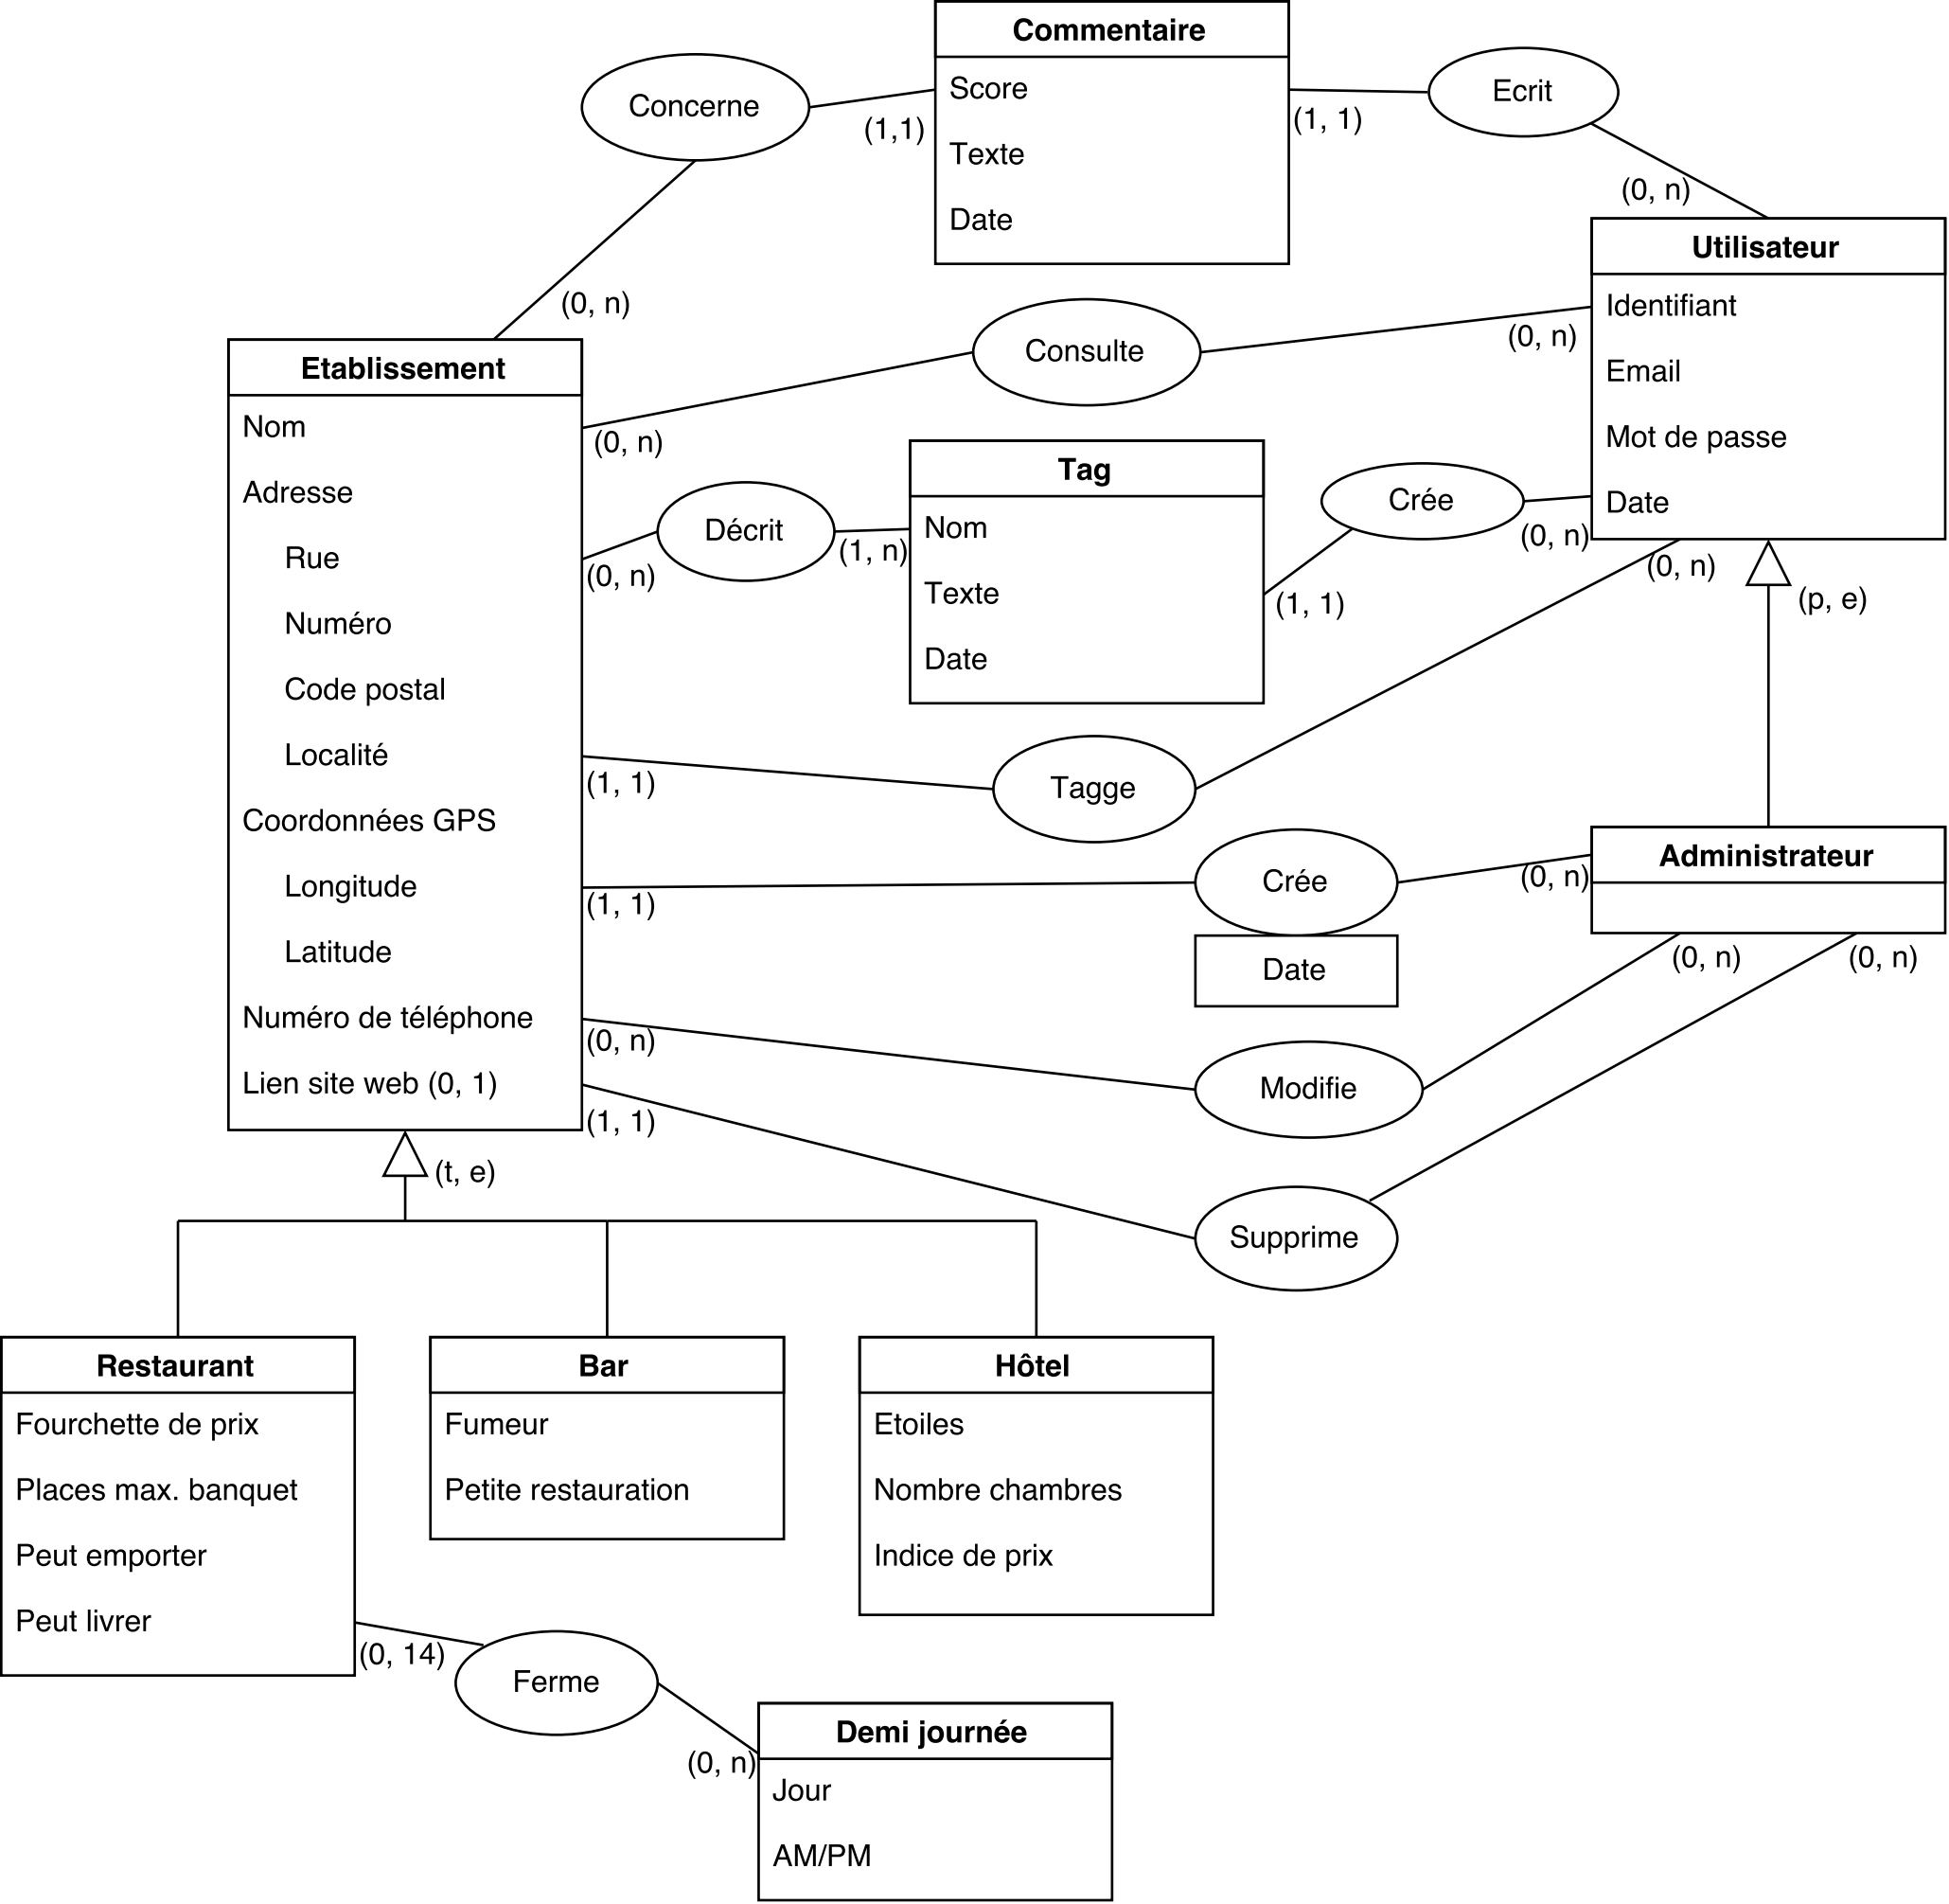 Commentaire
Score
Texte
Date
Concerne
(1,1)
(0, n)
Ecrit
(1, 1)
(0, n)
Utilisateur
Identifiant
Email
Mot de passe
Date
Etablissement
Nom
Adresse
Rue
Numéro
Code postal
Localité
Coordonnées GPS
Longitude
Latitude
Numéro de téléphone
Lien site web (0, 1)
Consulte
(0, n)
(0, n)
Tag
Nom
Texte
Date
Décrit
(0, n)
(1, n)
Crée
(0, n)
(1, 1)
(0, n)
(p, e)
Tagge
(1, 1)
Administrateur
Crée
Date
(1, 1)
(0, n)
(0, n)
(0, n)
Modifie
(0, n)
Supprime
(1, 1)
(t, e)
Restaurant
Fourchette de prix
Places max. banquet
Peut emporter
Peut livrer
Bar
Fumeur
Petite restauration
Hôtel
Etoiles
Nombre chambres
Indice de prix
(0, 14)
Ferme
(0, n)
Demi journée
Jour
AM/PM